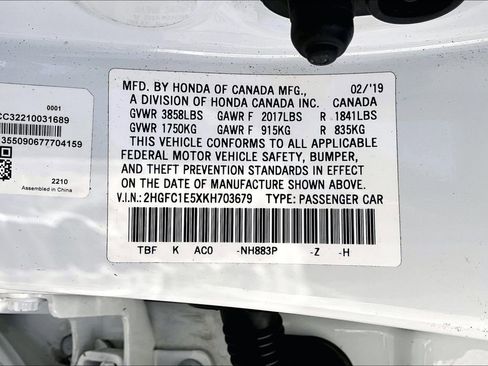 0001
CC32210031689
355090677704159
2210
Assembled in China
MFD. BY HONDA OF CANADA MFG., 02/'19
A DIVISION OF HONDA CANADA INC. CANADA
GVWR 3858LBS GAWR F 2017LBS R 1841LBS
GVWR 1750KG GAWR F 915KG R 835KG
THIS VEHICLE CONFORMS TO ALL APPLICABLE
FEDERAL MOTOR VEHICLE SAFETY, BUMPER,
AND THEFT PREVENTION STANDARDS IN EFFECT
ON THE DATE OF MANUFACTURE SHOWN ABOVE.
V.I.N.: 2HGFC1E5XKH703679 TYPE: PASSENGER CAR
TBF K AC0 -NH883P -Z -H